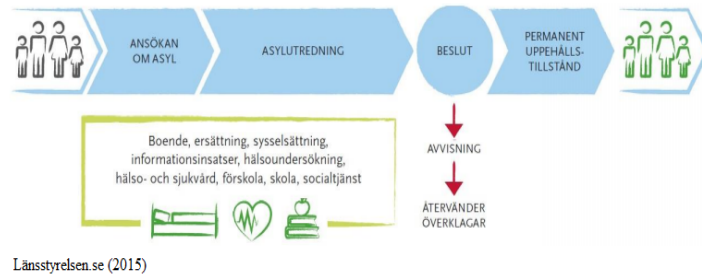 ANSÖKAN
OM ASYL
ASYLUTREDNING
BESLUT
PERMANENT
UPPEHÅLLS-
TILLSTÅND
Boende, ersättning, sysselsättning,
informationsinsatser, hälsoundersökning,
hälso- och sjukvård, förskola, skola, socialtjänst
AVVISNING
ÅTERVÄNDER
ÖVERKLAGAR
Länsstyrelsen.se (2015)